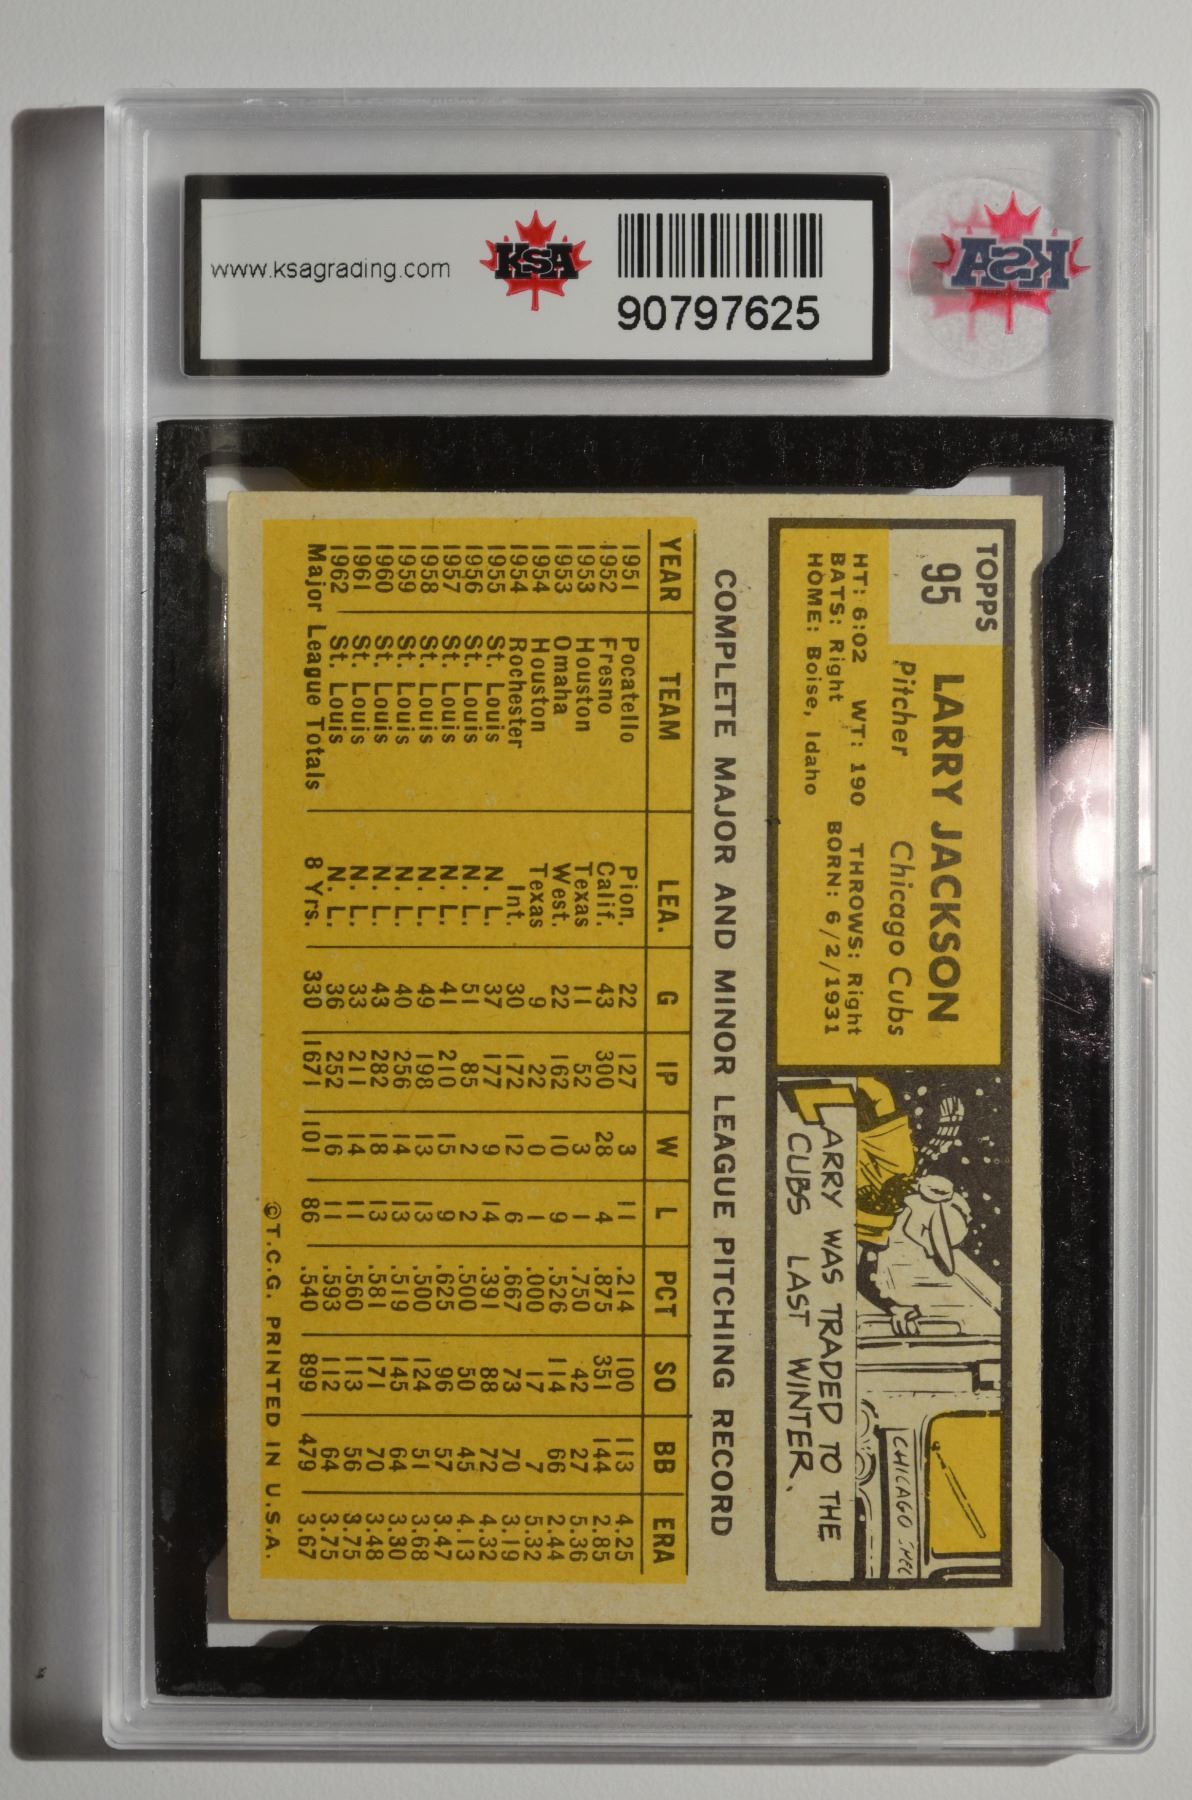 www.ksagrading.com
KSA
90797625
KSA
TOPPS
95
LARRY JACKSON
Pitcher Chicago Cubs
HT: 6:02 WT: 190 THROWS: Right
BATS: Right BORN: 6/2/1931
HOME: Boise, Idaho
CHICAGO
LARRY WAS TRADED TO THE
CUBS LAST WINTER.
COMPLETE MAJOR AND MINOR LEAGUE PITCHING RECORD
YEAR TEAM LEA. G IP W L PCT SO BB ERA
1951 Pocatello Pion. 22 127 3 11 .214 100 113 4.25
1952 Fresno Calif. 43 300 28 4 .875 351 144 2.85
1953 Houston Texas 11 52 3 1 .750 42 27 5.36
1953 Omaha West. 22 162 10 9 .526 114 66 2.44
1954 Houston Texas 9 22 0 1 .000 17 7 5.32
1954 Rochester Int. 30 172 12 6 .667 73 70 3.19
1955 St. Louis N. L. 37 177 9 14 .391 88 72 4.32
1956 St. Louis N. L. 51 85 2 2 .500 50 45 4.13
1957 St. Louis N. L. 41 210 15 9 .625 96 57 3.47
1958 St. Louis N. L. 49 198 13 13 .500 124 51 3.68
1959 St. Louis N. L. 40 256 14 13 .519 145 64 3.30
1960 St. Louis N. L. 43 282 18 13 .581 171 70 3.48
1961 St. Louis N. L. 33 211 14 11 .560 113 56 3.75
1962 St. Louis N. L. 36 252 16 11 .593 112 64 3.75
Major League Totals 8 Yrs. 330 1671 101 86 .540 899 479 3.67
©T.C.G. PRINTED IN U.S.A.